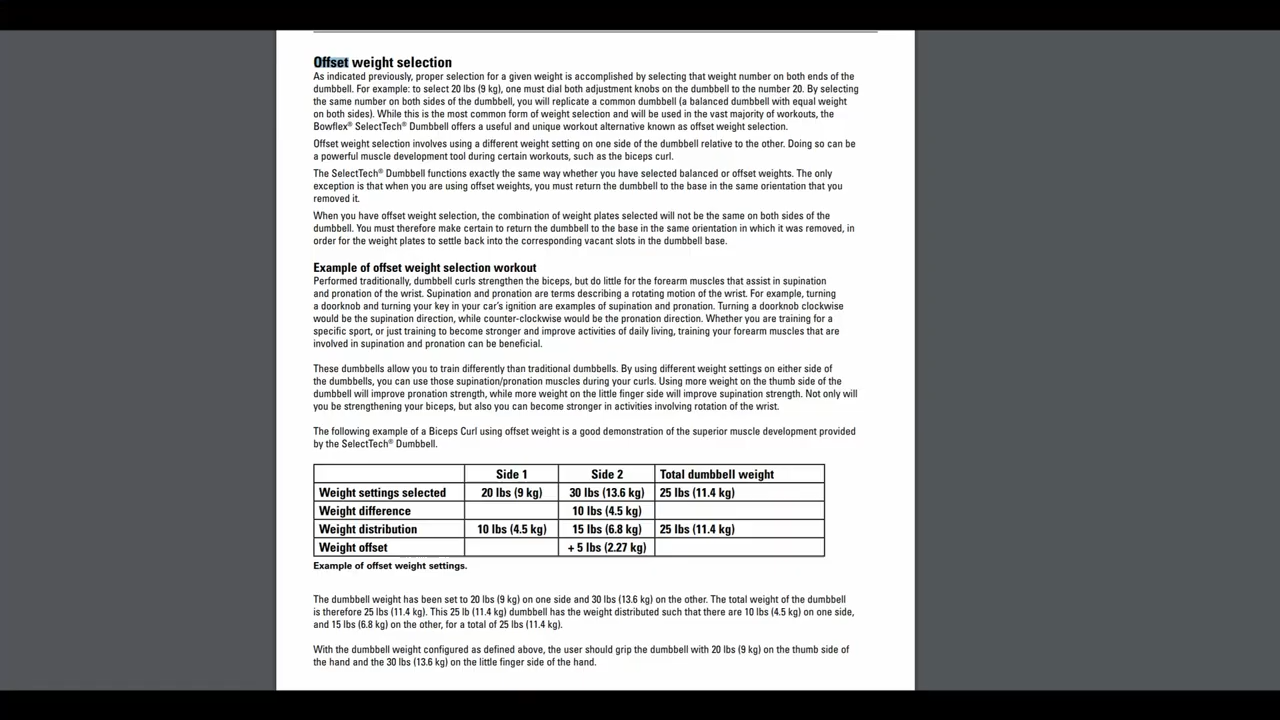 Offset weight selection
As indicated previously, proper selection for a given weight is accomplished by selecting that weight number on both ends of the
dumbbell. For example: to select 20 lbs (9 kg), one must dial both adjustment knobs on the dumbbell to the number 20. By selecting
the same number on both sides of the dumbbell, you will replicate a common dumbbell (a balanced dumbbell with equal weight
on both sides). While this is the most common form of weight selection and will be used in the vast majority of workouts, the
Bowflex® SelectTech® Dumbbell offers a useful and unique workout alternative known as offset weight selection.
Offset weight selection involves using a different weight setting on one side of the dumbbell relative to the other. Doing so can be
a powerful muscle development tool during certain workouts, such as the biceps curl.
The SelectTech® Dumbbell functions exactly the same way whether you have selected balanced or offset weights. The only
exception is that when you are using offset weights, you must return the dumbbell to the base in the same orientation that you
removed it.
When you have offset weight selection, the combination of weight plates selected will not be the same on both sides of the
dumbbell. You must therefore make certain to return the dumbbell to the base in the same orientation in which it was removed, in
order for the weight plates to settle back into the corresponding vacant slots in the dumbbell base.
Example of offset weight selection workout
Performed traditionally, dumbbell curls strengthen the biceps, but do little for the forearm muscles that assist in supination
and pronation of the wrist. Supination and pronation are terms describing a rotating motion of the wrist. For example, turning
a doorknob and turning your key in your car's ignition are examples of supination and pronation. Turning a doorknob clockwise
would be the supination direction, while counter-clockwise would be the pronation direction. Whether you are training for a
specific sport, or just training to become stronger and improve activities of daily living, training your forearm muscles that are
involved in supination and pronation can be beneficial.
These dumbbells allow you to train differently than traditional dumbbells. By using different weight settings on either side of
the dumbbells, you can use those supination/pronation muscles during your curls. Using more weight on the thumb side of the
dumbbell will improve pronation strength, while more weight on the little finger side will improve supination strength. Not only will
you be strengthening your biceps, but also you can become stronger in activities involving rotation of the wrist.
The following example of a Biceps Curl using offset weight is a good demonstration of the superior muscle development provided
by the SelectTech® Dumbbell.
Side 1 Side 2 Total dumbbell weight
Weight settings selected 20 lbs (9 kg) 30 lbs (13.6 kg) 25 lbs (11.4 kg)
Weight difference 10 lbs (4.5 kg)
Weight distribution 10 lbs (4.5 kg) 15 lbs (6.8 kg) 25 lbs (11.4 kg)
Weight offset + 5 lbs (2.27 kg)
Example of offset weight settings.
The dumbbell weight has been set to 20 lbs (9 kg) on one side and 30 lbs (13.6 kg) on the other. The total weight of the dumbbell
is therefore 25 lbs (11.4 kg). This 25 lb (11.4 kg) dumbbell has the weight distributed such that there are 10 lbs (4.5 kg) on one side,
and 15 lbs (6.8 kg) on the other, for a total of 25 lbs (11.4 kg).
With the dumbbell weight configured as defined above, the user should grip the dumbbell with 20 lbs (9 kg) on the thumb side of
the hand and the 30 lbs (13.6 kg) on the little finger side of the hand.